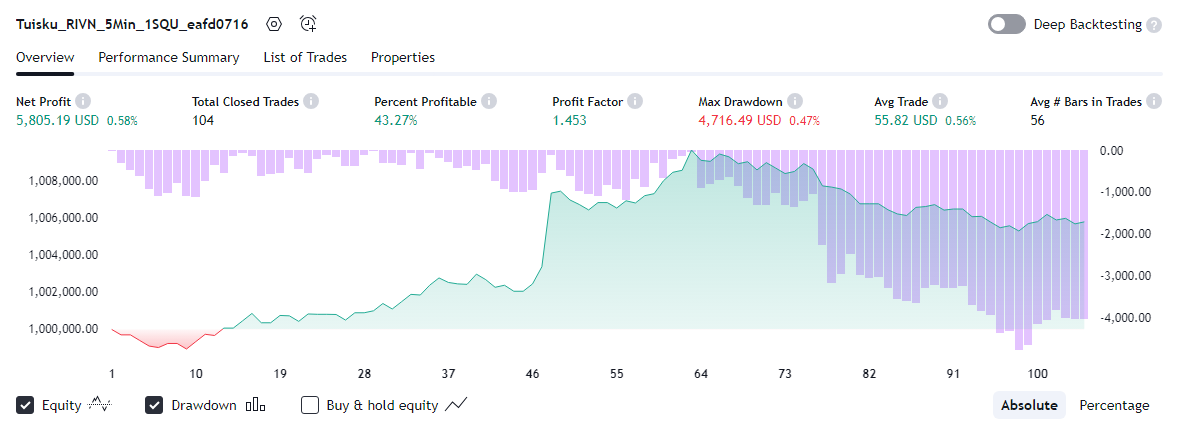 Tuisku_RIVN_5Min_1SQU_eafd0716 Deep Backtesting ?
Overview Performance Summary List of Trades Properties
Net Profit i Total Closed Trades i Percent Profitable i Profit Factor i Max Drawdown i Avg Trade i Avg # Bars in Trades i
5,805.19 USD 0.58% 104 43.27% 1.453 4,716.49 USD 0.47% 55.82 USD 0.56% 56
0.00
1,008,000.00
-1,000.00
1,006,000.00
-2,000.00
1,004,000.00
-3,000.00
1,002,000.00
-4,000.00
1,000,000.00
1 10 19 28 37 46 55 64 73 82 91 100
Equity Drawdown Buy & hold equity Absolute Percentage